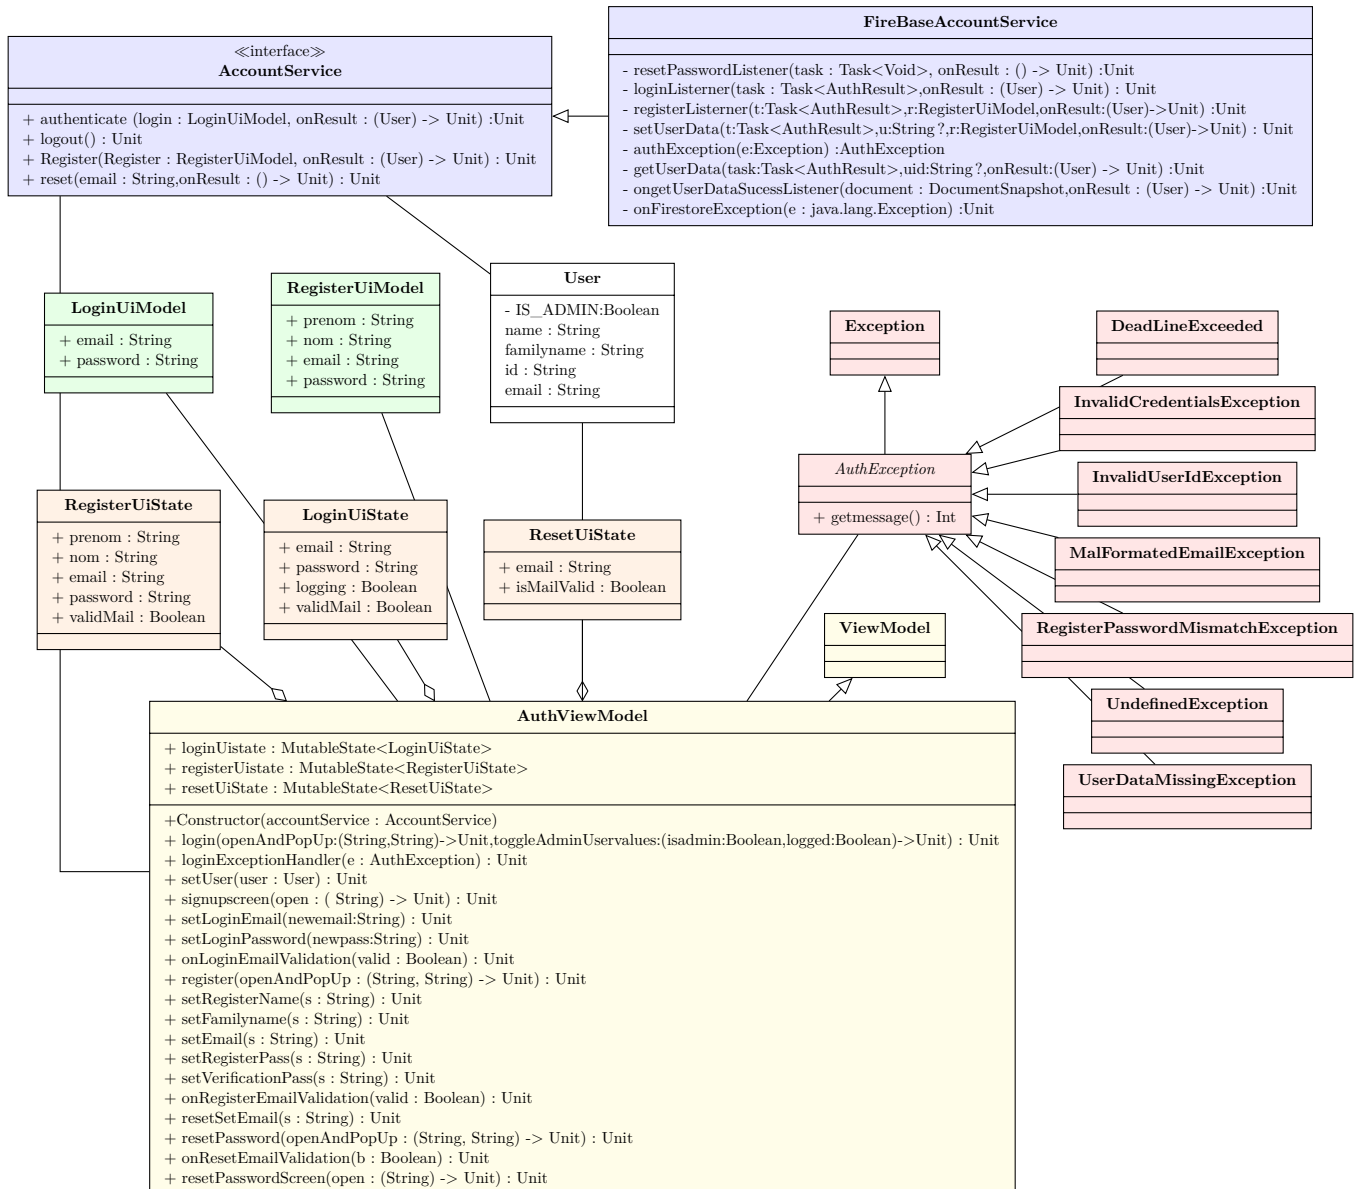 ≪interface≫
AccountService
+ authenticate (login : LoginUiModel, onResult : (User) -> Unit) :Unit
+ logout() : Unit
+ Register(Register : RegisterUiModel, onResult : (User) -> Unit) : Unit
+ reset(email : String,onResult : () -> Unit) : Unit
FireBaseAccountService
- resetPasswordListener(task : Task<Void>, onResult : () -> Unit) :Unit
- loginListerner(task : Task<AuthResult>,onResult : (User) -> Unit) : Unit
- registerListerner(t:Task<AuthResult>,r:RegisterUiModel,onResult:(User)->Unit) :Unit
- setUserData(t:Task<AuthResult>,u:String?,r:RegisterUiModel,onResult:(User)->Unit) : Unit
- authException(e:Exception) :AuthException
- getUserData(task:Task<AuthResult>,uid:String?,onResult:(User) -> Unit) :Unit
- ongetUserDataSucessListener(document : DocumentSnapshot,onResult : (User) -> Unit) :Unit
- onFirestoreException(e : java.lang.Exception) :Unit
LoginUiModel
+ email : String
+ password : String
RegisterUiModel
+ prenom : String
+ nom : String
+ email : String
+ password : String
User
- IS_ADMIN:Boolean
name : String
familyname : String
id : String
email : String
Exception
DeadLineExceeded
InvalidCredentialsException
AuthException
+ getmessage() : Int
InvalidUserIdException
MalFormatedEmailException
RegisterPasswordMismatchException
UndefinedException
UserDataMissingException
RegisterUiState
+ prenom : String
+ nom : String
+ email : String
+ password : String
+ validMail : Boolean
LoginUiState
+ email : String
+ password : String
+ logging : Boolean
+ validMail : Boolean
ResetUiState
+ email : String
+ isMailValid : Boolean
ViewModel
AuthViewModel
+ loginUistate : MutableState<LoginUiState>
+ registerUistate : MutableState<RegisterUiState>
+ resetUiState : MutableState<ResetUiState>
+Constructor(accountService : AccountService)
+ login(openAndPopUp:(String,String)->Unit,toggleAdminUservalues:(isadmin:Boolean,logged:Boolean)->Unit) : Unit
+ loginExceptionHandler(e : AuthException) : Unit
+ setUser(user : User) : Unit
+ signupscreen(open : ( String) -> Unit) : Unit
+ setLoginEmail(newemail:String) : Unit
+ setLoginPassword(newpass:String) : Unit
+ onLoginEmailValidation(valid : Boolean) : Unit
+ register(openAndPopUp : (String, String) -> Unit) : Unit
+ setRegisterName(s : String) : Unit
+ setFamilyname(s : String) : Unit
+ setEmail(s : String) : Unit
+ setRegisterPass(s : String) : Unit
+ setVerificationPass(s : String) : Unit
+ onRegisterEmailValidation(valid : Boolean) : Unit
+ resetSetEmail(s : String) : Unit
+ resetPassword(openAndPopUp : (String, String) -> Unit) : Unit
+ onResetEmailValidation(b : Boolean) : Unit
+ resetPasswordScreen(open : (String) -> Unit) : Unit